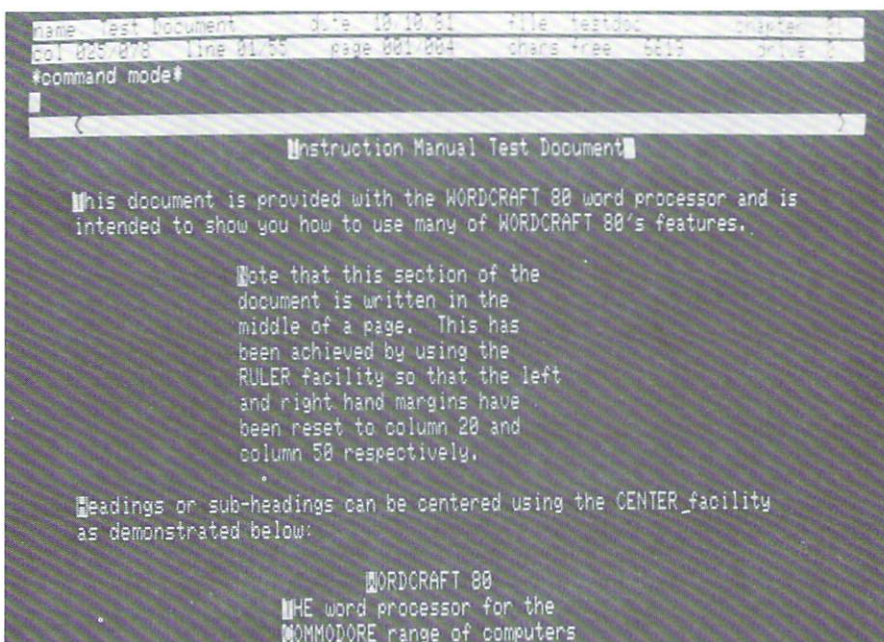 name Test Document date 10/10/81 file testdoc chapter 01
col 025/078 line 01/55 page 001/004 chars free 6619 drive 0
*command mode*
Instruction Manual Test Document
This document is provided with the WORDCRAFT 80 word processor and is
intended to show you how to use many of WORDCRAFT 80's features.
Note that this section of the
document is written in the
middle of a page. This has
been achieved by using the
RULER facility so that the left
and right hand margins have
been reset to column 20 and
column 50 respectively.
Headings or sub-headings can be centered using the CENTER facility
as demonstrated below:
WORDCRAFT 80
THE word processor for the
COMMODORE range of computers